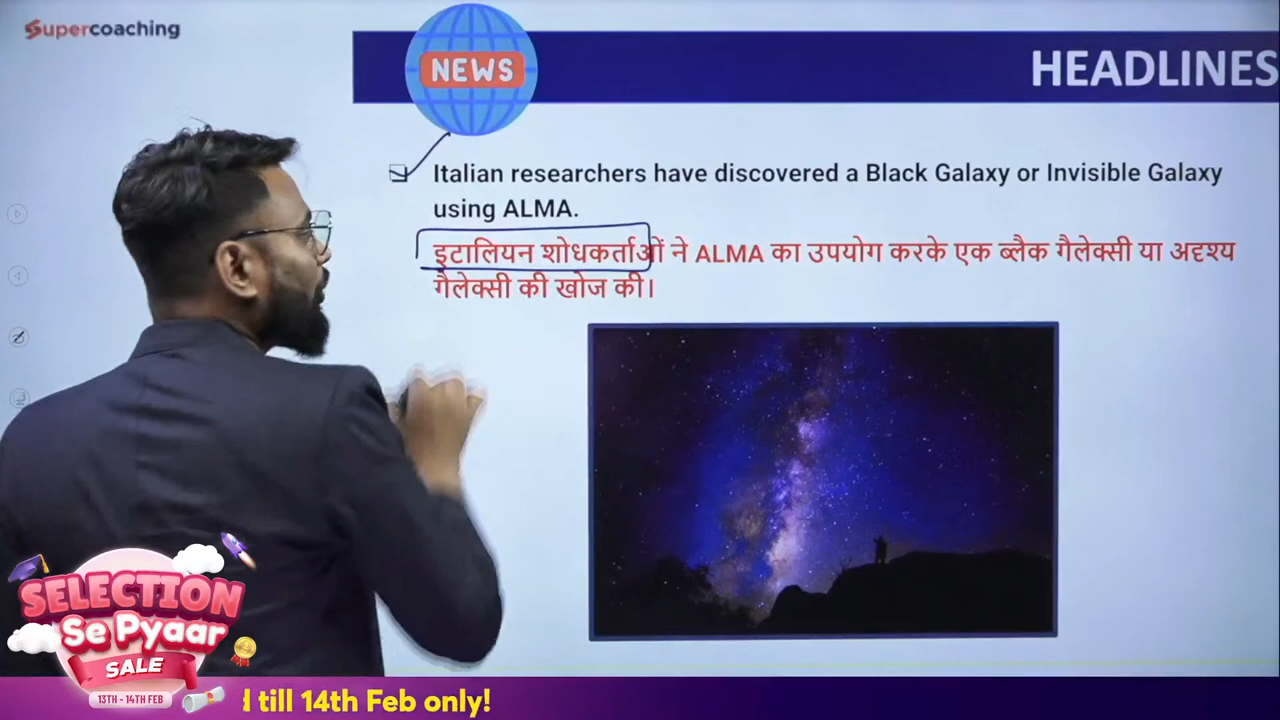 Supercoaching
NEWS
HEADLINES
Italian researchers have discovered a Black Galaxy or Invisible Galaxy
using ALMA.
इटालियन शोधकर्ताओं ने ALMA का उपयोग करके एक ब्लैक गैलेक्सी या अदृश्य
गैलेक्सी की खोज की।
SELECTION
Se Pyaar
SALE
13TH - 14TH FEB
till 14th Feb only!